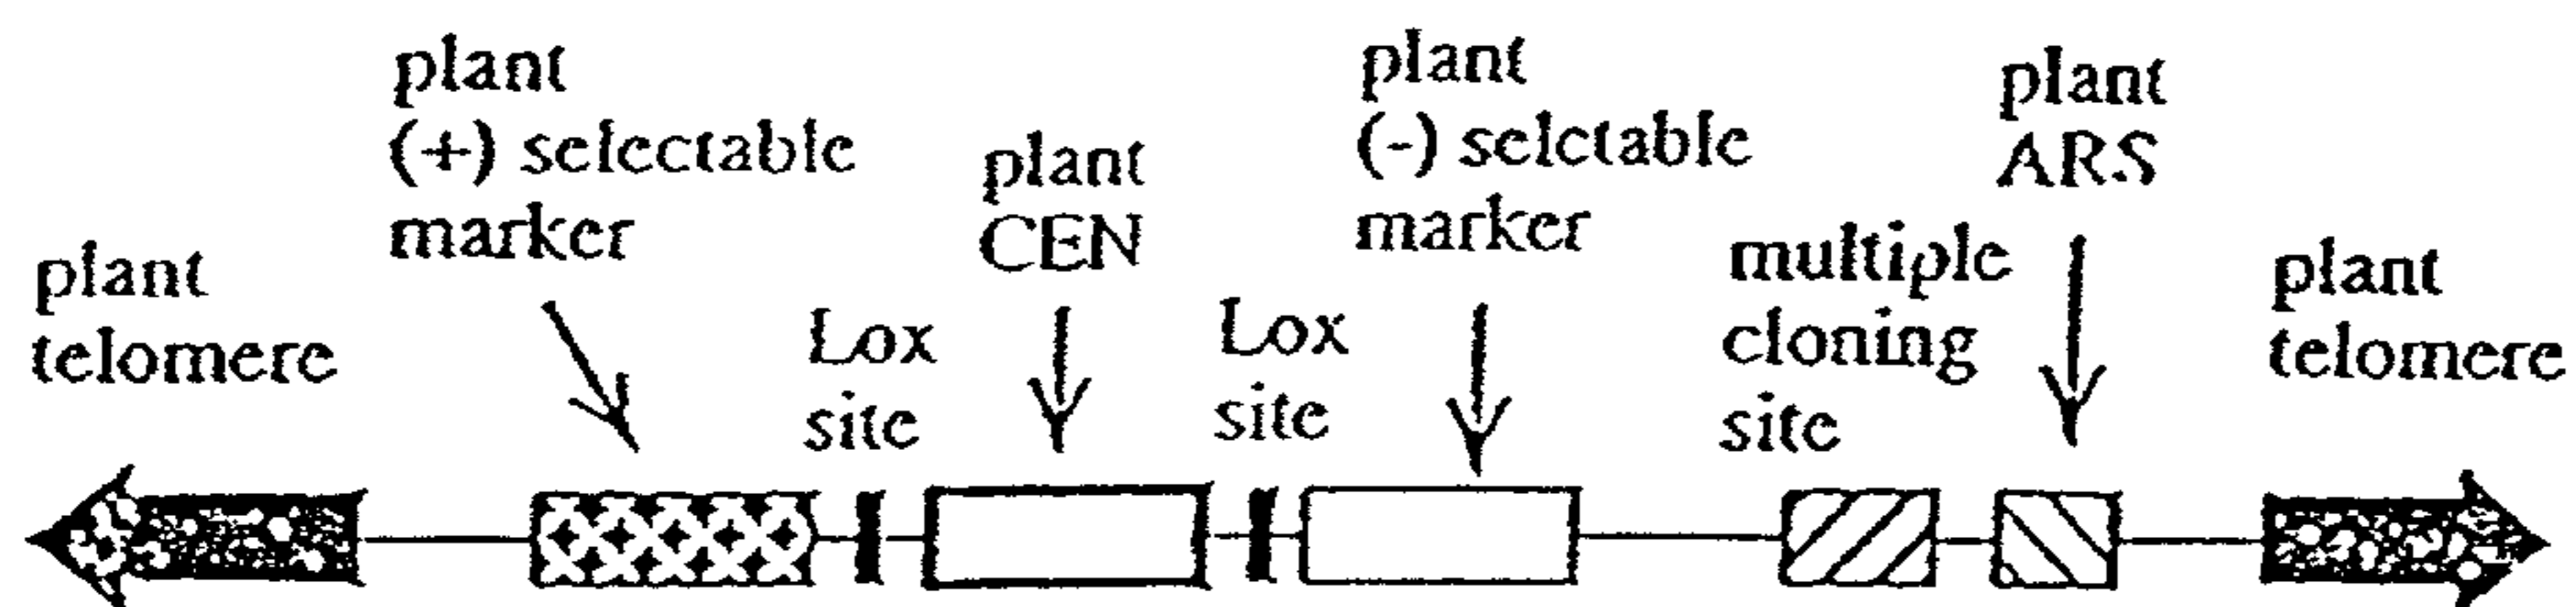 plant
telomere
plant
(+) selectable
marker
Lox
site
plant
CEN
Lox
site
plant
(-) selctable
marker
multiple
cloning
site
plant
ARS
plant
telomere